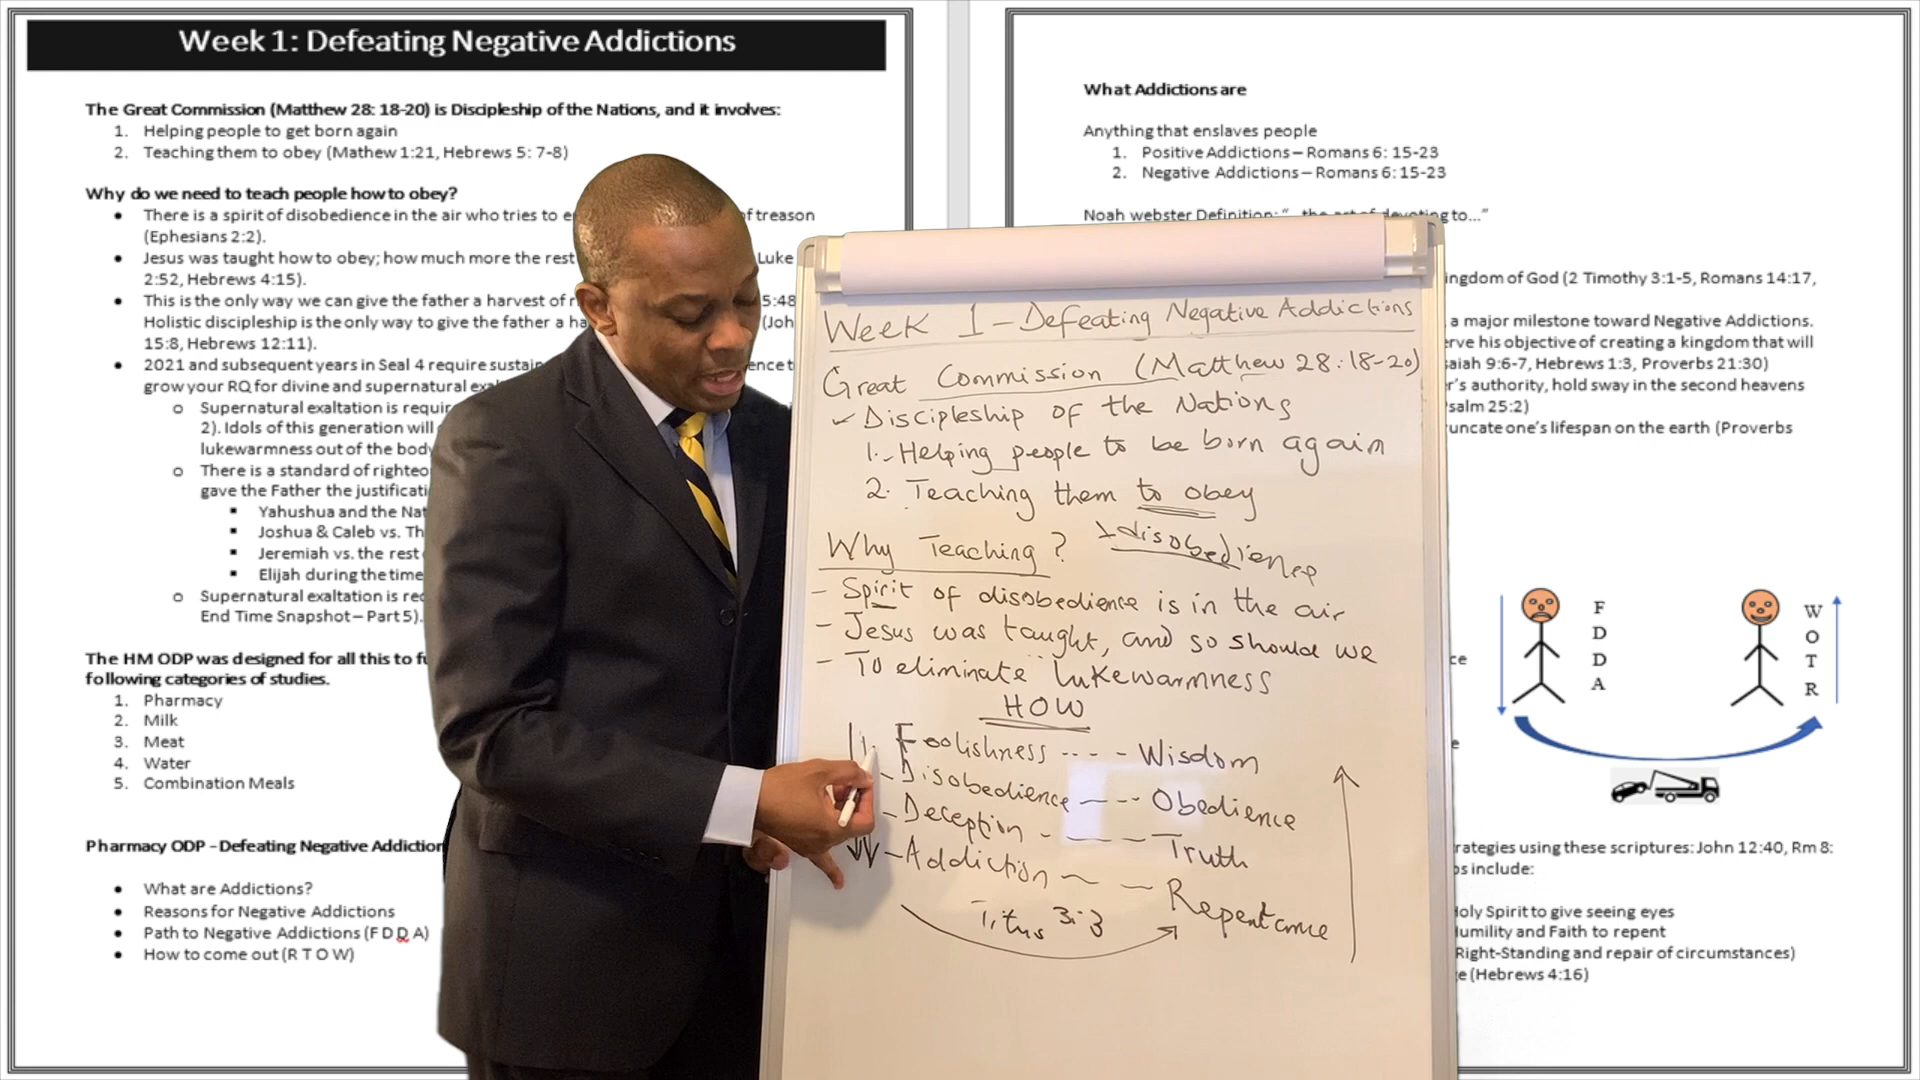 Week 1: Defeating Negative Addictions
The Great Commission (Matthew 28: 18-20) is Discipleship of the Nations, and it involves:
1. Helping people to get born again
2. Teaching them to obey (Mathew 1:21, Hebrews 5: 7-8)
Why do we need to teach people how to obey?
• There is a spirit of disobedience in the air who tries to of treason
(Ephesians 2:2).
• Jesus was taught how to obey; how much more the rest Luke
2:52, Hebrews 4:15).
• This is the only way we can give the father a harvest of 5:48
Holistic discipleship is the only way to give the father a
15:8, Hebrews 12:11).
• 2021 and subsequent years in Seal 4 require
grow your RQ for divine and supernatural
o Supernatural exaltation is
2). Idols of this generation will
lukewarmness out of the body
o There is a standard of
gave the Father the
▪ Yahushua and the
▪ Joshua & Caleb vs.
▪ Jeremiah vs. the rest
▪ Elijah during the time
o Supernatural exaltation is
End Time Snapshot – Part 5).
The HM ODP was designed for all this to
following categories of studies.
1. Pharmacy
2. Milk
3. Meat
4. Water
5. Combination Meals
Pharmacy ODP - Defeating Negative
• What are Addictions?
• Reasons for Negative Addictions
• Path to Negative Addictions (F D D A)
• How to come out (R T O W)
Week 1 - Defeating Negative Addictions
Great Commission (Matthew 28:18-20)
✓ Discipleship of the Nations
1.- Helping people to be born again
2. Teaching them to obey
disobedience
Why Teaching?
- Spirit of disobedience is in the air
- Jesus was taught, and so should we
- To eliminate lukewarmness
HOW
Foolishness ---- Wisdom
- Disobedience --- Obedience
- Deception - -- Truth
- Addiction -- Repentance
Titus 3:3
What Addictions are
Anything that enslaves people
1. Positive Addictions – Romans 6: 15-23
2. Negative Addictions – Romans 6: 15-23
Noah webster Definition: “...the art of devoting to...”
of God (2 Timothy 3:1-5, Romans 14:17,
a major milestone toward Negative Addictions.
his objective of creating a kingdom that will
9:6-7, Hebrews 1:3, Proverbs 21:30)
authority, hold sway in the second heavens
25:2)
one’s lifespan on the earth (Proverbs
F
D
D
A
W
O
T
R
using these scriptures: John 12:40, Rm 8:
include:
Spirit to give seeing eyes
and Faith to repent
Right-Standing and repair of circumstances)
(Hebrews 4:16)